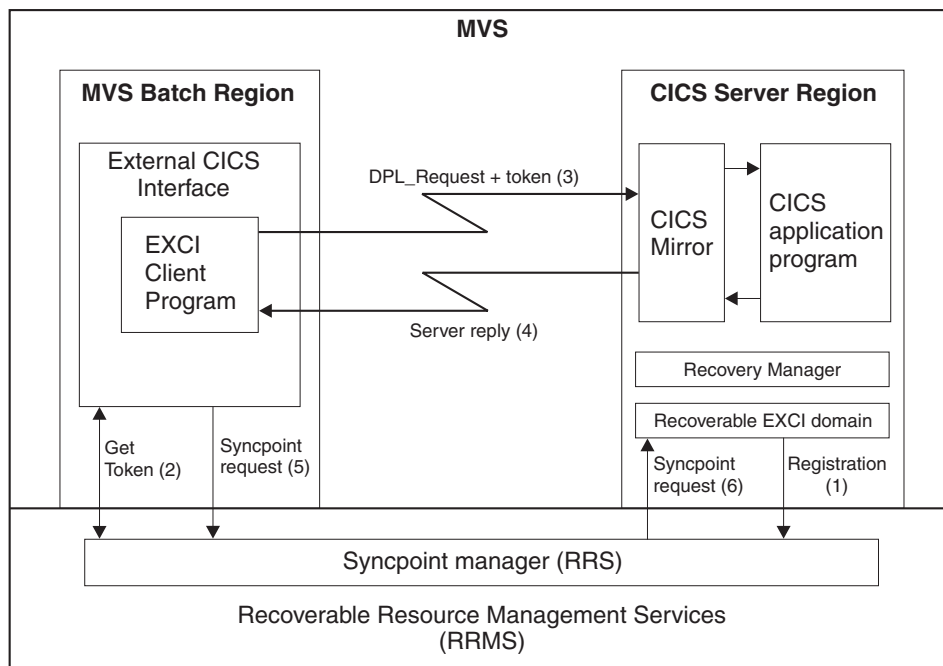 MVS
MVS Batch Region
External CICS
Interface
EXCI
Client
Program
DPL_Request + token (3)
Server reply (4)
CICS Server Region
CICS
Mirror
CICS
application
program
Recovery Manager
Recoverable EXCI domain
Get
Token (2)
Syncpoint
request (5)
Syncpoint
request (6)
Registration
(1)
Syncpoint manager (RRS)
Recoverable Resource Management Services
(RRMS)